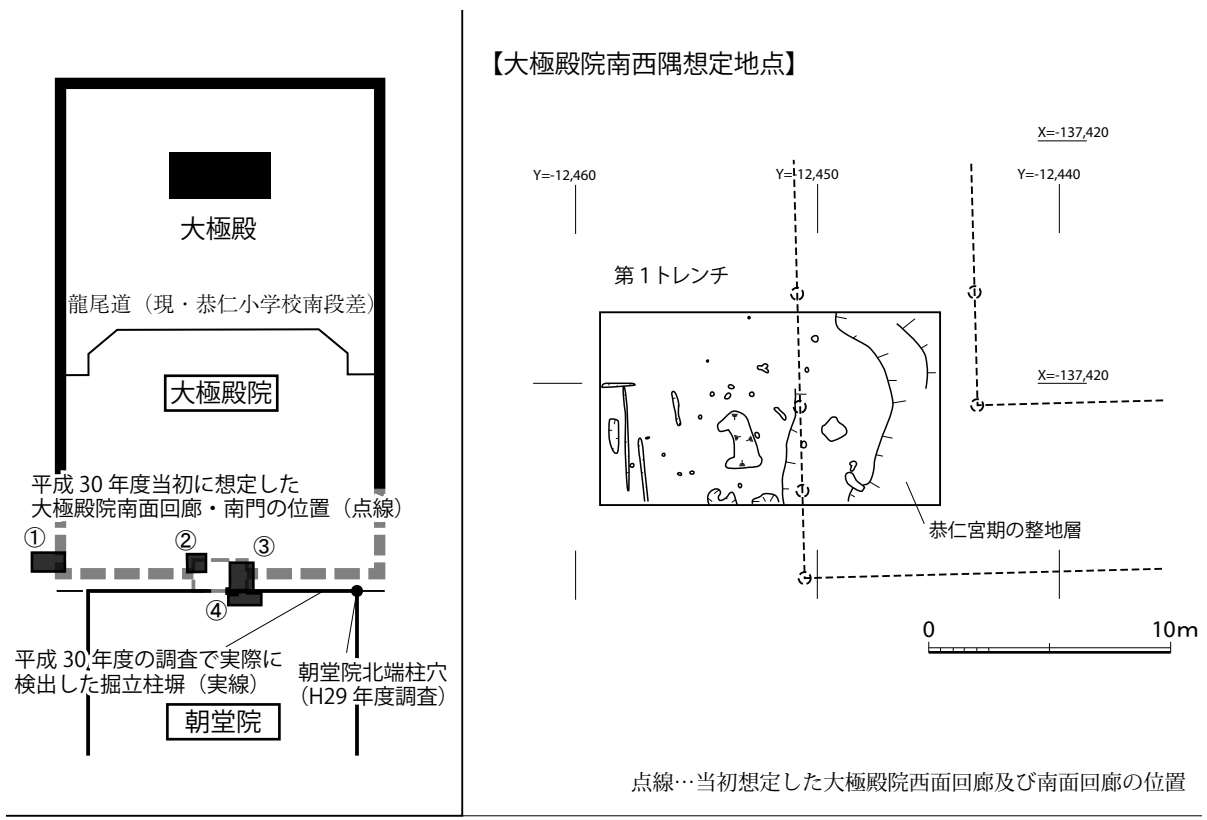 大極殿
龍尾道（現・恭仁小学校南段差）
大極殿院
平成 30 年度当初に想定した
大極殿院南面回廊・南門の位置（点線）
①
②
③
④
平成 30 年度の調査で実際に
検出した掘立柱塀（実線）
朝堂院北端柱穴
（H29 年度調査）
朝堂院
【大極殿院南西隅想定地点】
X=-137,420
Y=-12,460
Y=-12,450
Y=-12,440
第 1 トレンチ
X=-137,420
恭仁宮期の整地層
0
10m
点線…当初想定した大極殿院西面回廊及び南面回廊の位置